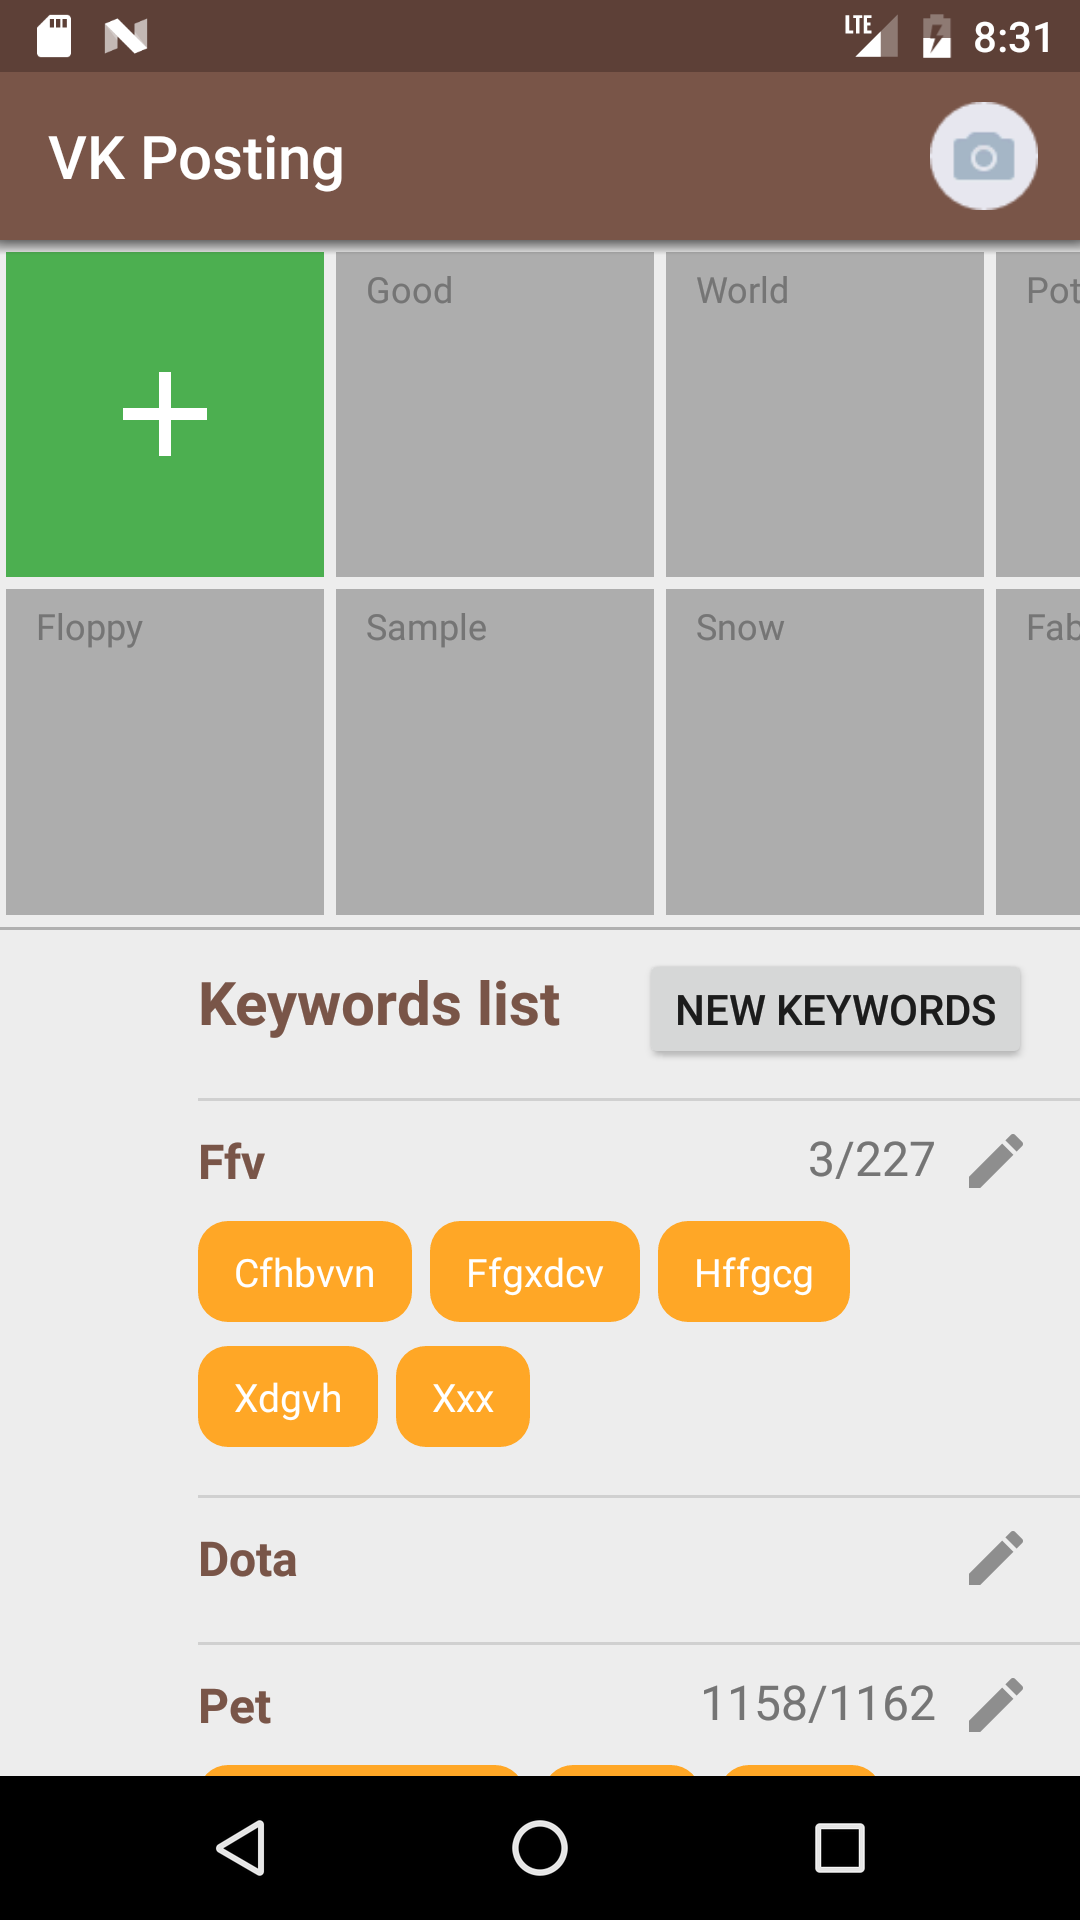 LTE 8:31
VK Posting
Good World Pot
Floppy Sample Snow Fab
Keywords list NEW KEYWORDS
Ffv 3/227
Cfhbvvn Ffgxdcv Hffgcg
Xdgvh Xxx
Dota
Pet 1158/1162